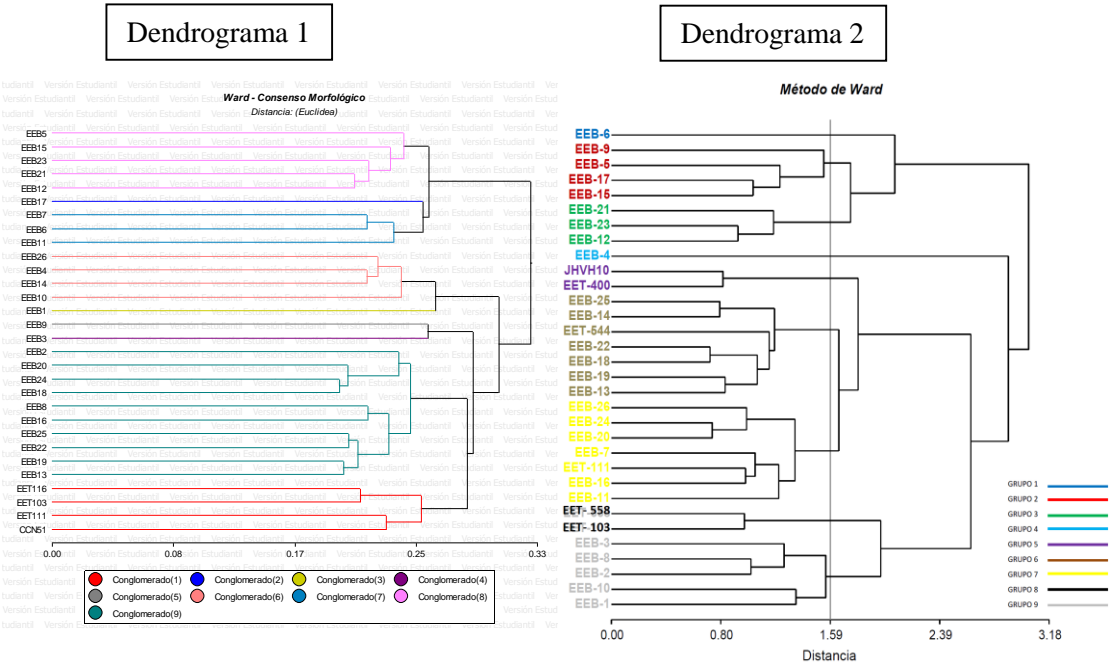 Dendrograma 1
Dendrograma 2
Ward - Consenso Morfológico
Distancia: (Euclídea)
EEB5
EEB15
EEB23
EEB21
EEB12
EEB17
EEB7
EEB6
EEB11
EEB26
EEB4
EEB14
EEB10
EEB1
EEB9
EEB3
EEB2
EEB20
EEB24
EEB18
EEB8
EEB16
EEB25
EEB22
EEB19
EEB13
EET116
EET103
EET111
CCN51
0.00 0.08 0.17 0.25 0.33
Conglomerado(1) Conglomerado(2) Conglomerado(3) Conglomerado(4)
Conglomerado(5) Conglomerado(6) Conglomerado(7) Conglomerado(8)
Conglomerado(9)
Versión Estudiantil
Método de Ward
EEB-6
EEB-9
EEB-5
EEB-17
EEB-15
EEB-21
EEB-23
EEB-12
EEB-4
JHVH10
EET-400
EEB-25
EEB-14
EET-544
EEB-22
EEB-18
EEB-19
EEB-13
EEB-26
EEB-24
EEB-20
EEB-7
EET-111
EEB-16
EEB-11
EET- 558
EET- 103
EEB-3
EEB-8
EEB-2
EEB-10
EEB-1
GRUPO 1
GRUPO 2
GRUPO 3
GRUPO 4
GRUPO 5
GRUPO 6
GRUPO 7
GRUPO 8
GRUPO 9
0.00 0.80 1.59 2.39 3.18
Distancia